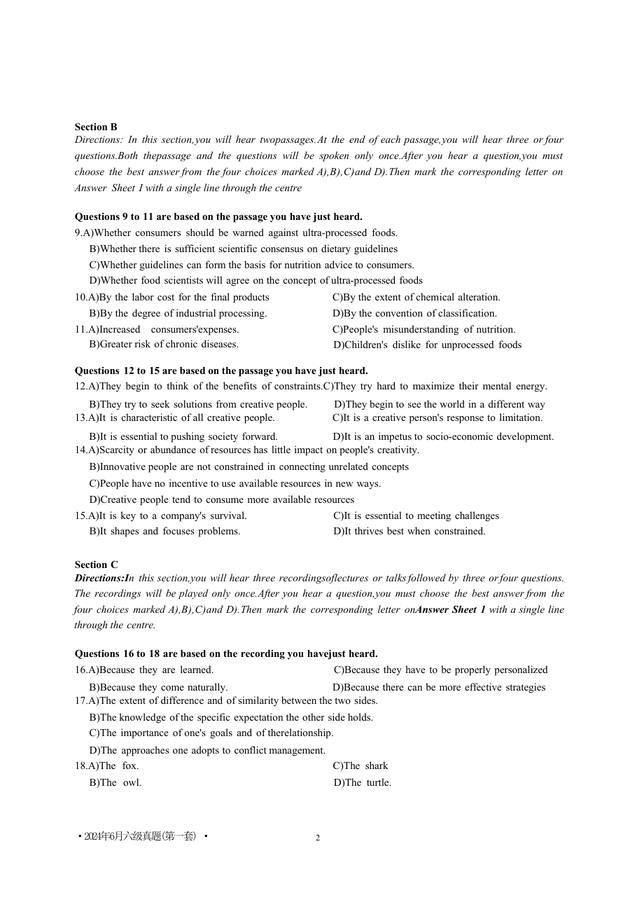 Section B
Directions: In this section,you will hear twopassages.At the end of each passage,you will hear three or four
questions.Both thepassage and the questions will be spoken only once.After you hear a question,you must
choose the best answer from the four choices marked A),B),C)and D).Then mark the corresponding letter on
Answer Sheet 1 with a single line through the centre
Questions 9 to 11 are based on the passage you have just heard.
9.A)Whether consumers should be warned against ultra-processed foods.
B)Whether there is sufficient scientific consensus on dietary guidelines
C)Whether guidelines can form the basis for nutrition advice to consumers.
D)Whether food scientists will agree on the concept of ultra-processed foods
10.A)By the labor cost for the final products C)By the extent of chemical alteration.
B)By the degree of industrial processing. D)By the convention of classification.
11.A)Increased consumers'expenses. C)People's misunderstanding of nutrition.
B)Greater risk of chronic diseases. D)Children's dislike for unprocessed foods
Questions 12 to 15 are based on the passage you have just heard.
12.A)They begin to think of the benefits of constraints.C)They try hard to maximize their mental energy.
B)They try to seek solutions from creative people. D)They begin to see the world in a different way
13.A)It is characteristic of all creative people. C)It is a creative person's response to limitation.
B)It is essential to pushing society forward. D)It is an impetus to socio-economic development.
14.A)Scarcity or abundance of resources has little impact on people's creativity.
B)Innovative people are not constrained in connecting unrelated concepts
C)People have no incentive to use available resources in new ways.
D)Creative people tend to consume more available resources
15.A)It is key to a company's survival. C)It is essential to meeting challenges
B)It shapes and focuses problems. D)It thrives best when constrained.
Section C
Directions:In this section,you will hear three recordingsoflectures or talks followed by three or four questions.
The recordings will be played only once.After you hear a question,you must choose the best answer from the
four choices marked A),B),C)and D).Then mark the corresponding letter onAnswer Sheet 1 with a single line
through the centre.
Questions 16 to 18 are based on the recording you havejust heard.
16.A)Because they are learned. C)Because they have to be properly personalized
B)Because they come naturally. D)Because there can be more effective strategies
17.A)The extent of difference and of similarity between the two sides.
B)The knowledge of the specific expectation the other side holds.
C)The importance of one's goals and of therelationship.
D)The approaches one adopts to conflict management.
18.A)The fox. C)The shark
B)The owl. D)The turtle.
·2024年6月六级真题(第一套) · 2